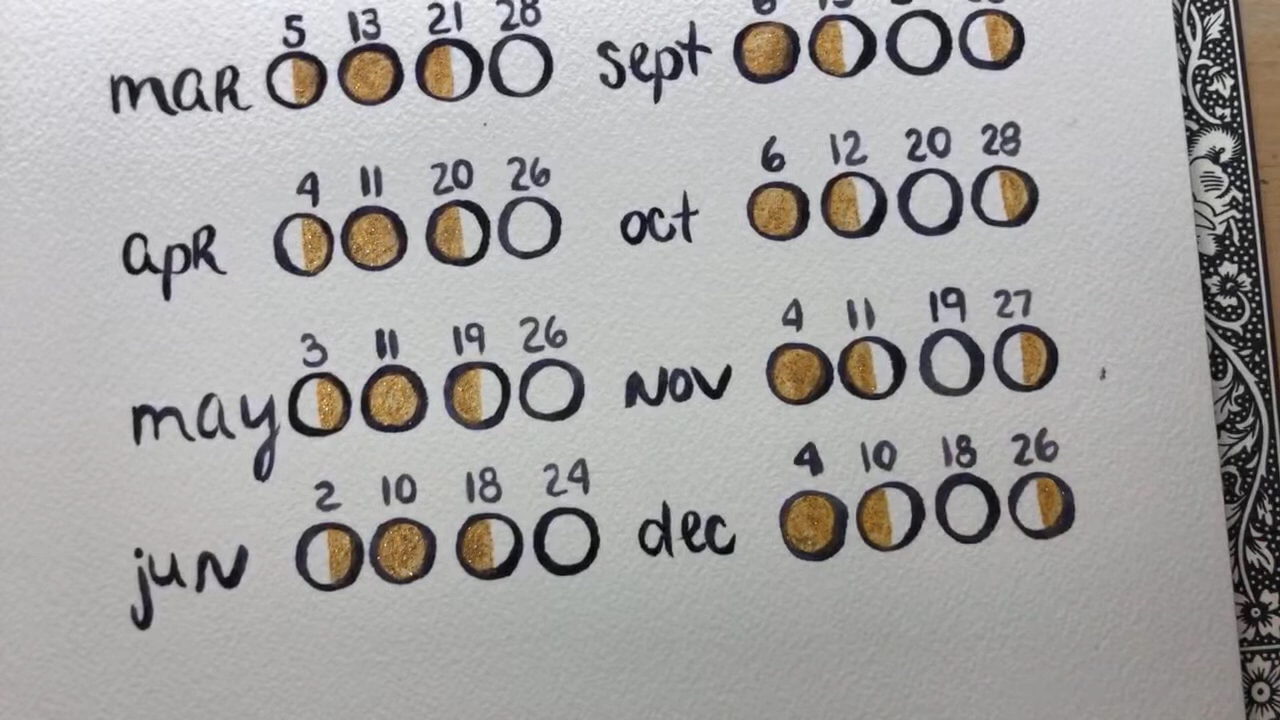 5 13 21 28
mar sept
4 11 20 26 6 12 20 28
apr oct
3 11 19 26 4 11 19 27
may Nov
2 10 18 24 4 10 18 26
jun dec